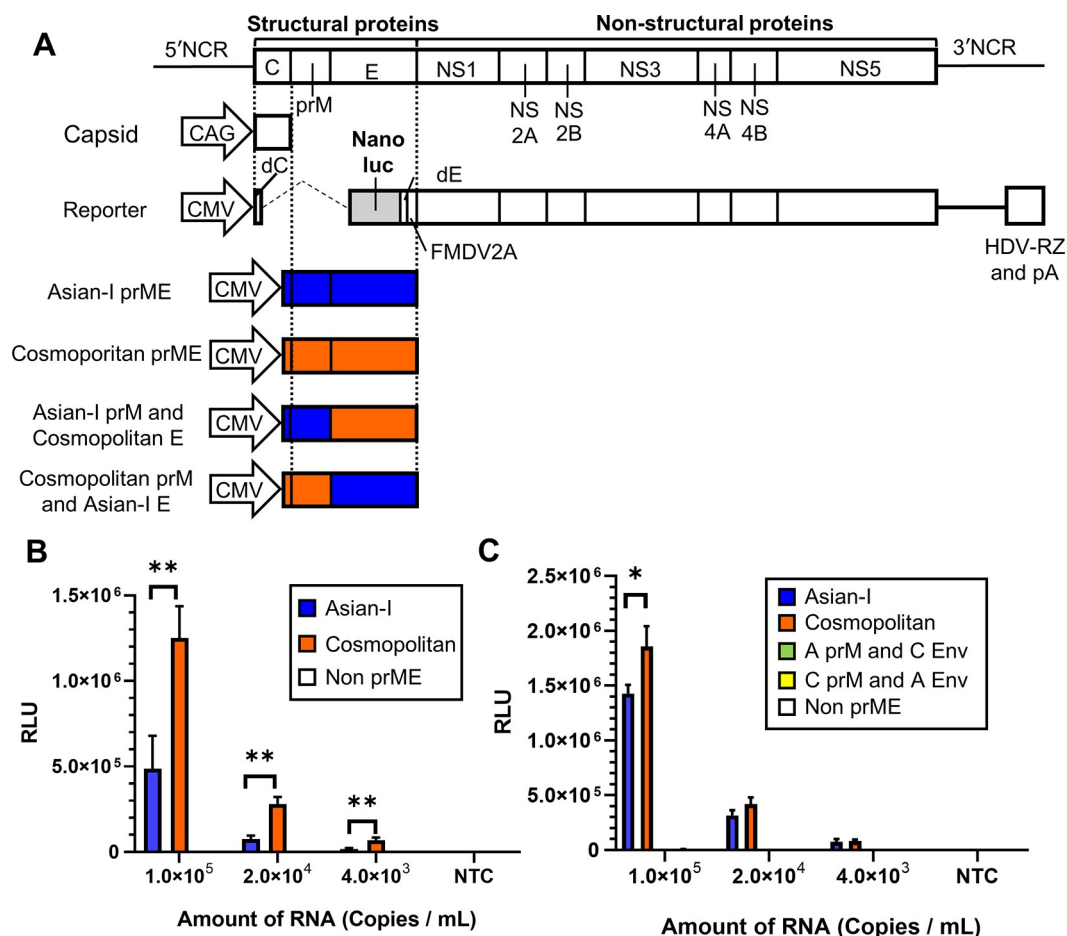 A
Structural proteins
Non-structural proteins
5′NCR
3′NCR
C
E
NS1
NS3
NS5
prM
NS
2A
NS
2B
NS
4A
NS
4B
Capsid
CAG
Nano
luc
dC
dE
Reporter
CMV
FMDV2A
HDV-RZ
and pA
Asian-I prME
CMV
Cosmoporitan prME
CMV
Asian-I prM and
Cosmopolitan E
CMV
Cosmopolitan prM
and Asian-I E
CMV
B
**
**
**
1.5×10⁶
1.0×10⁶
5.0×10⁵
0
RLU
Asian-I
Cosmopolitan
Non prME
1.0×10⁵
2.0×10⁴
4.0×10³
NTC
Amount of RNA (Copies / mL)
C
*
2.5×10⁶
2.0×10⁶
1.5×10⁶
1.0×10⁶
5.0×10⁵
0
RLU
Asian-I
Cosmopolitan
A prM and C Env
C prM and A Env
Non prME
1.0×10⁵
2.0×10⁴
4.0×10³
NTC
Amount of RNA (Copies / mL)